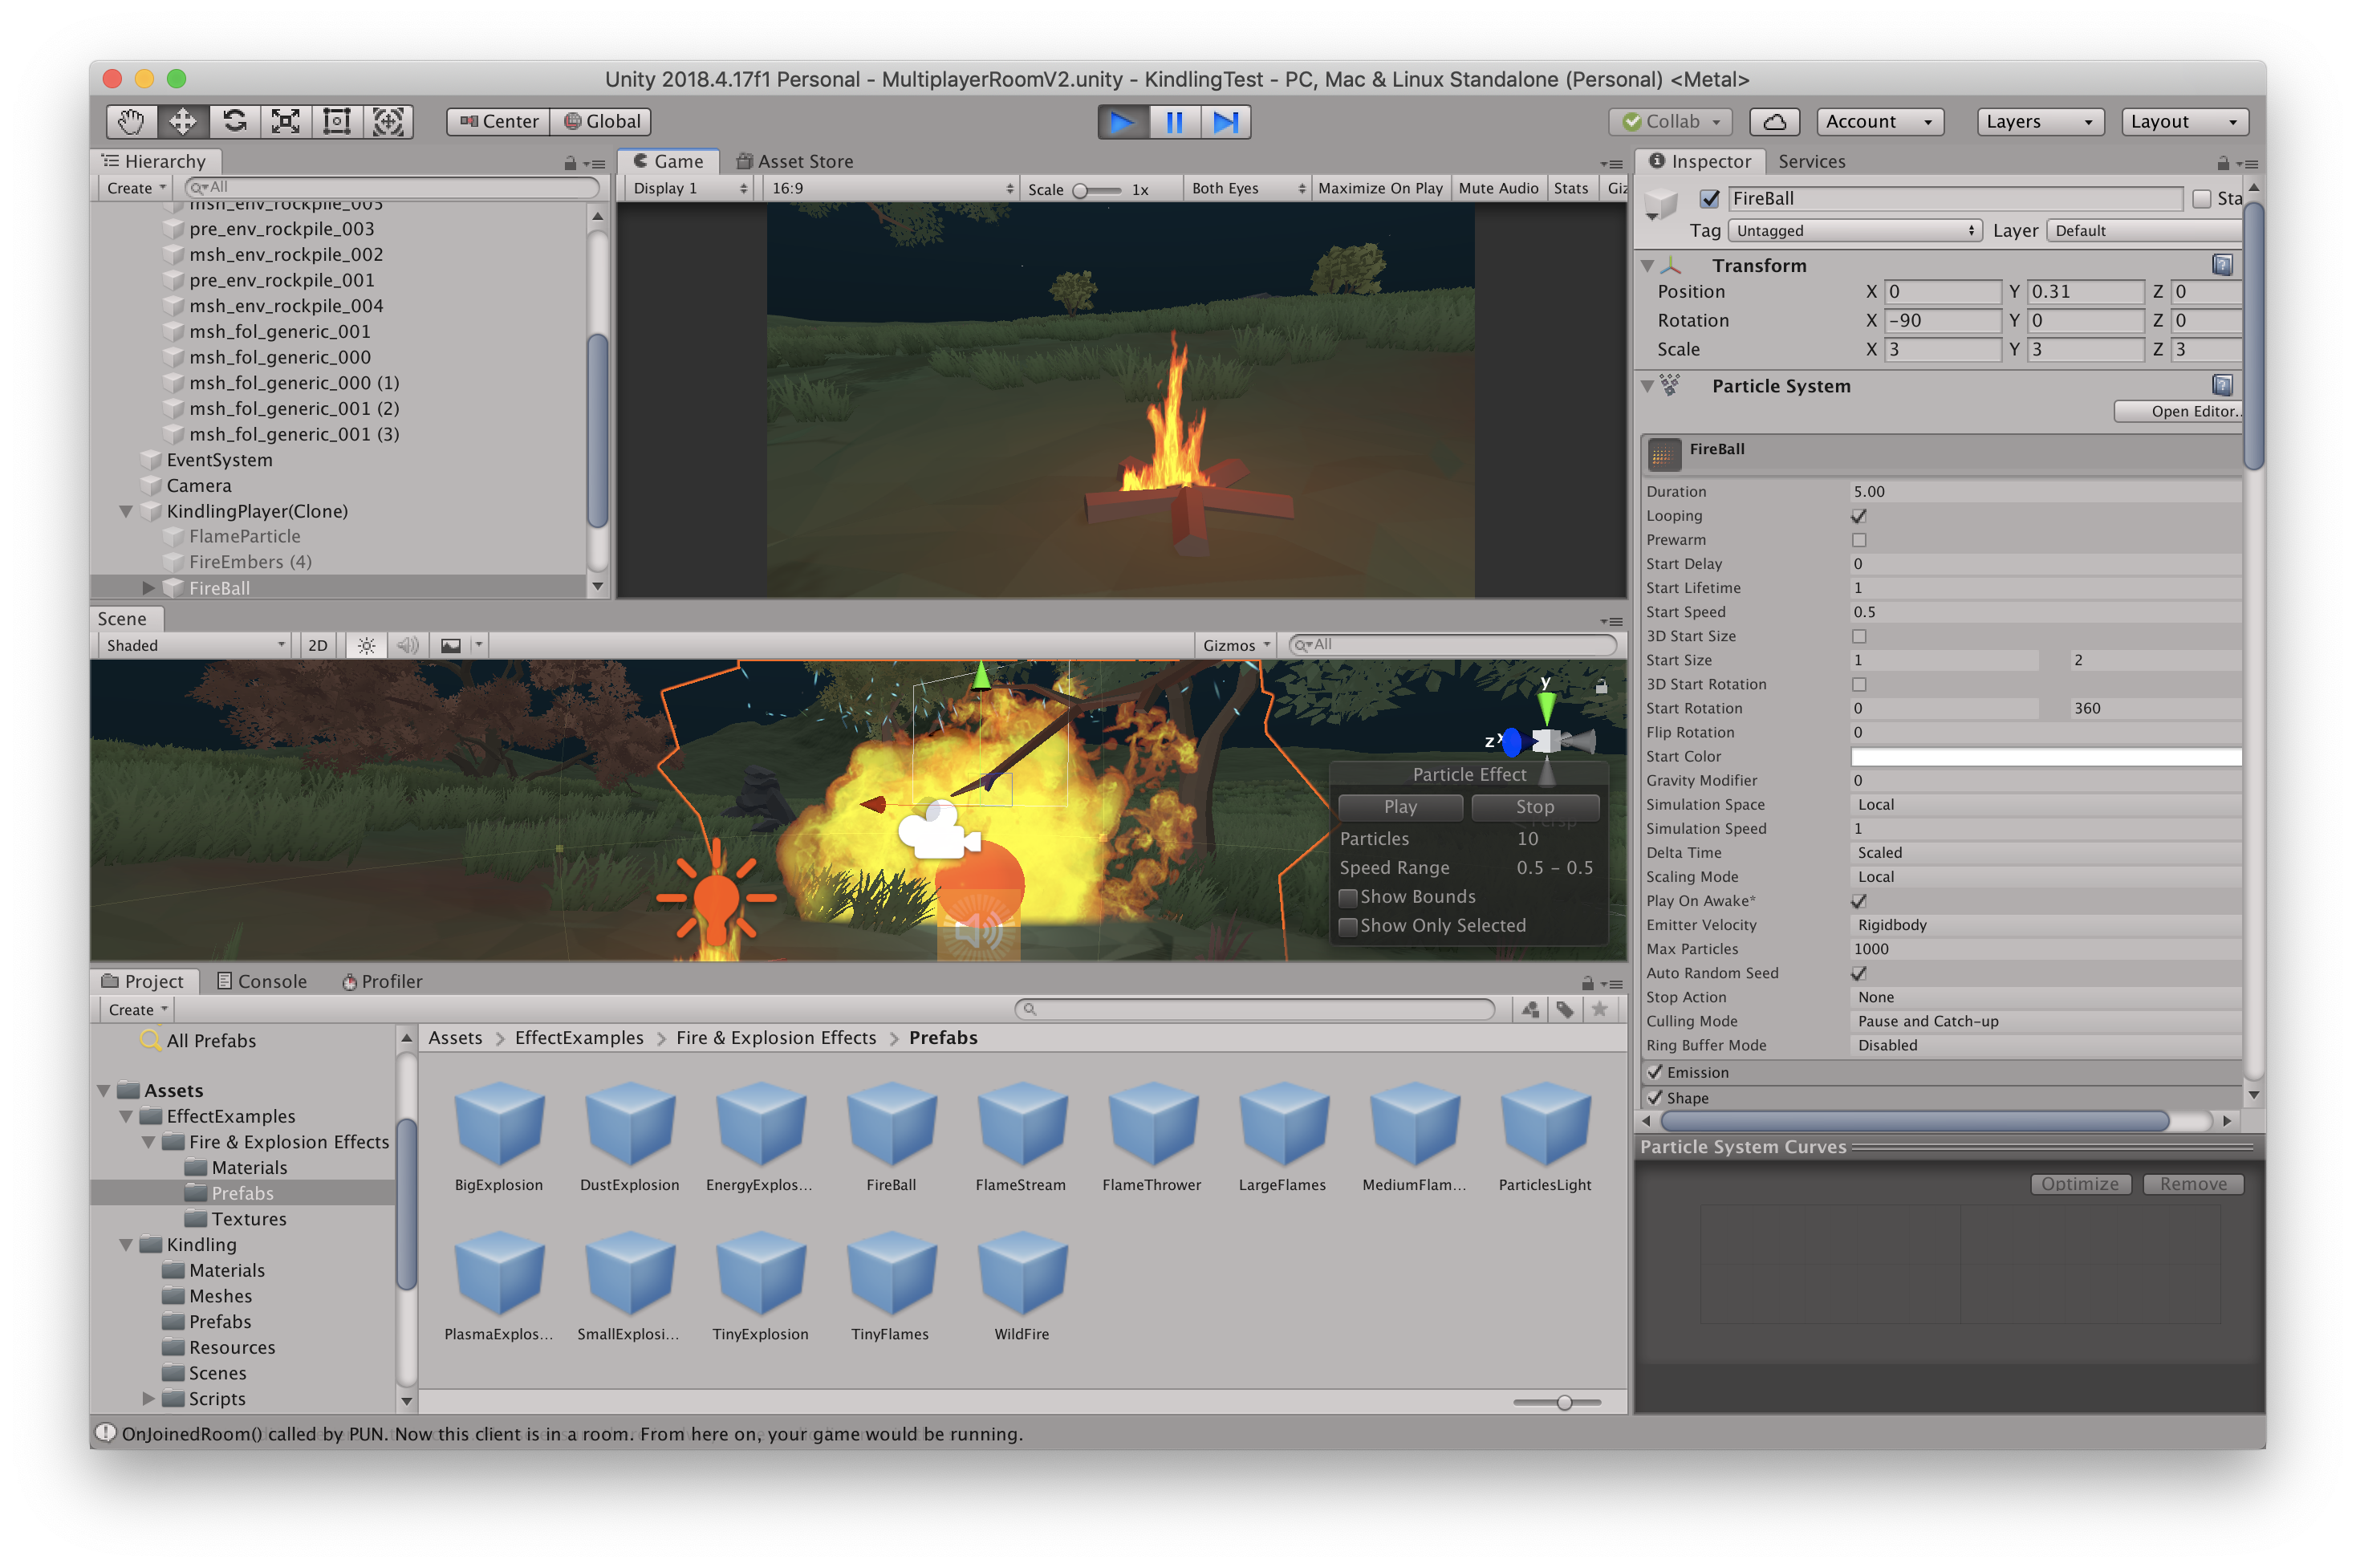 Unity 2018.4.17f1 Personal - MultiplayerRoomV2.unity - KindlingTest - PC, Mac & Linux Standalone (Personal) <Metal>
Center Global
Collab Account Layers Layout
Hierarchy
Create All
msh_env_rockpile_005
pre_env_rockpile_003
msh_env_rockpile_002
pre_env_rockpile_001
msh_env_rockpile_004
msh_fol_generic_001
msh_fol_generic_000
msh_fol_generic_000 (1)
msh_fol_generic_001 (2)
msh_fol_generic_001 (3)
EventSystem
Camera
KindlingPlayer(Clone)
FlameParticle
FireEmbers (4)
FireBall
Game Asset Store
Display 1 16:9 Scale 1x Both Eyes Maximize On Play Mute Audio Stats Giz
Scene
Shaded 2D Gizmos All
y
z x
Particle Effect
Play Stop
Particles 10
Speed Range 0.5 - 0.5
Show Bounds
Show Only Selected
Project Console Profiler
Create
All Prefabs
Assets
EffectExamples
Fire & Explosion Effects
Materials
Prefabs
Textures
Kindling
Materials
Meshes
Prefabs
Resources
Scenes
Scripts
Assets EffectExamples Fire & Explosion Effects Prefabs
BigExplosion DustExplosion EnergyExplos... FireBall FlameStream FlameThrower LargeFlames MediumFlam... ParticlesLight
PlasmaExplos... SmallExplosi... TinyExplosion TinyFlames WildFire
Inspector Services
FireBall Sta
Tag Untagged Layer Default
Transform
Position X 0 Y 0.31 Z 0
Rotation X -90 Y 0 Z 0
Scale X 3 Y 3 Z 3
Particle System
Open Editor..
FireBall
Duration 5.00
Looping
Prewarm
Start Delay 0
Start Lifetime 1
Start Speed 0.5
3D Start Size
Start Size 1 2
3D Start Rotation
Start Rotation 0 360
Flip Rotation 0
Start Color
Gravity Modifier 0
Simulation Space Local
Simulation Speed 1
Delta Time Scaled
Scaling Mode Local
Play On Awake*
Emitter Velocity Rigidbody
Max Particles 1000
Auto Random Seed
Stop Action None
Culling Mode Pause and Catch-up
Ring Buffer Mode Disabled
Emission
Shape
Particle System Curves
Optimize Remove
OnJoinedRoom() called by PUN. Now this client is in a room. From here on, your game would be running.